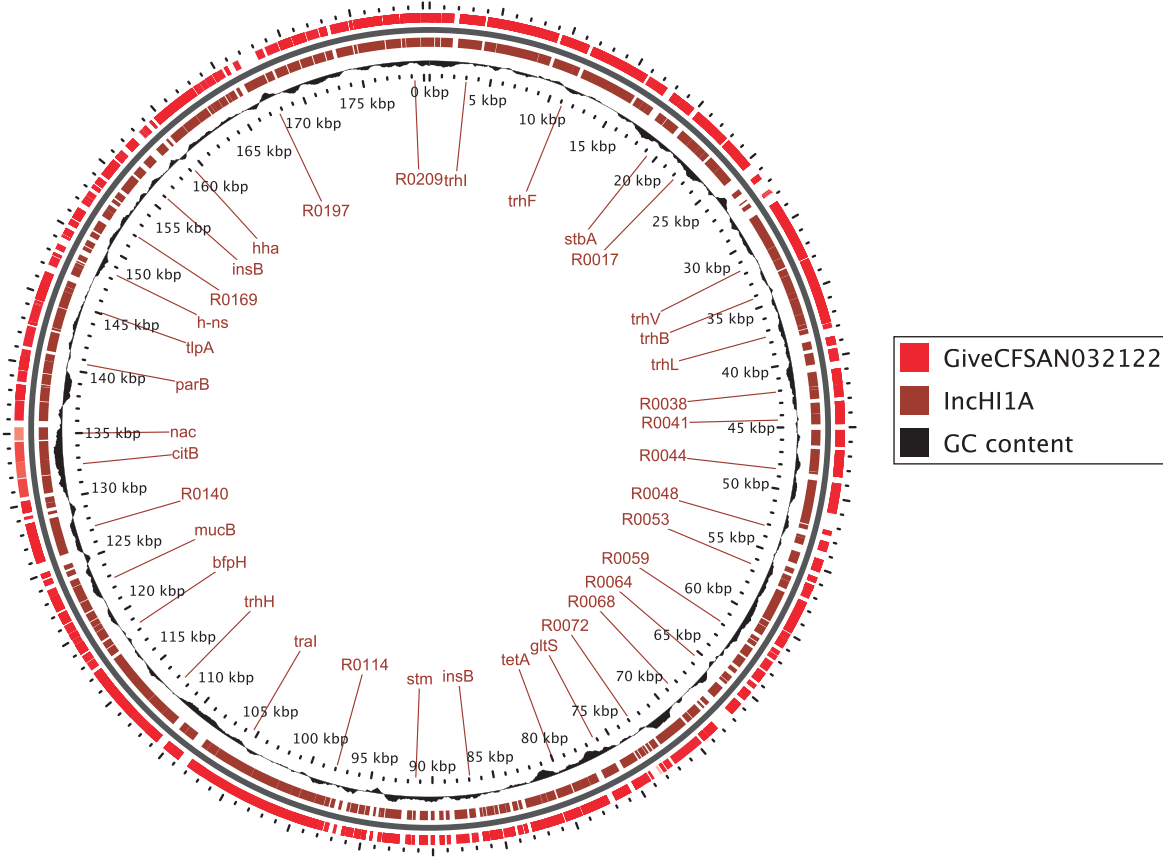 0 kbp
5 kbp
10 kbp
15 kbp
20 kbp
25 kbp
30 kbp
35 kbp
40 kbp
45 kbp
50 kbp
55 kbp
60 kbp
65 kbp
70 kbp
75 kbp
80 kbp
85 kbp
90 kbp
95 kbp
100 kbp
105 kbp
110 kbp
115 kbp
120 kbp
125 kbp
130 kbp
135 kbp
140 kbp
145 kbp
150 kbp
155 kbp
160 kbp
165 kbp
170 kbp
175 kbp
R0209
trhI
trhF
stbA
R0017
trhV
trhB
trhL
R0038
R0041
R0044
R0048
R0053
R0059
R0064
R0068
R0072
gltS
tetA
insB
stm
R0114
traI
trhH
bfpH
mucB
R0140
citB
nac
parB
tlpA
h-ns
R0169
insB
hha
R0197
GiveCFSAN032122
IncHI1A
GC content